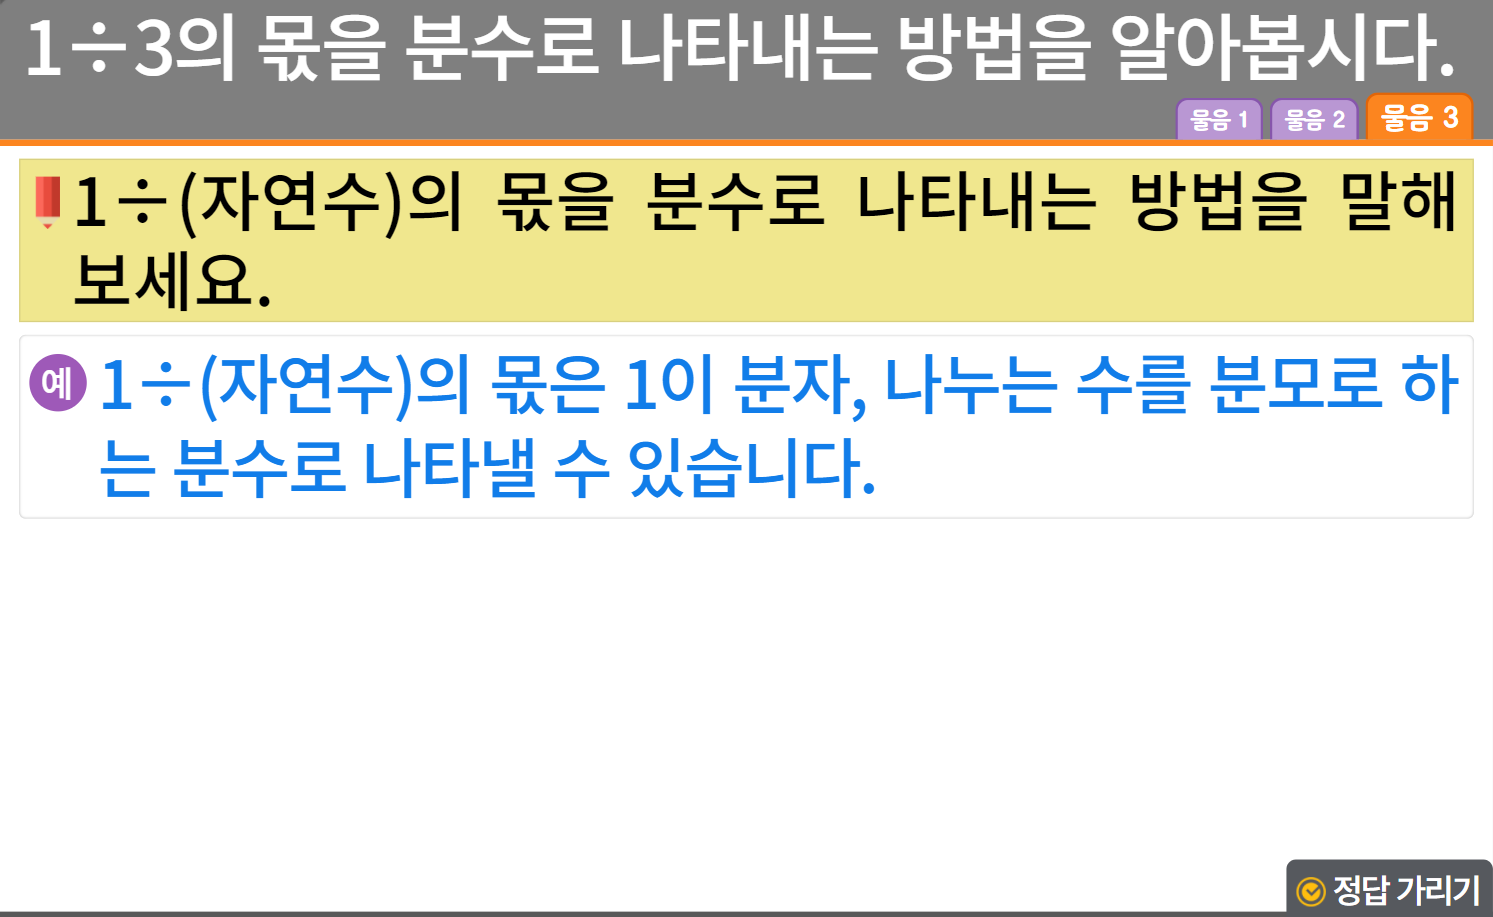 1÷3의 몫을 분수로 나타내는 방법을 알아봅시다.
물음 1 물음 2 물음 3
1÷(자연수)의 몫을 분수로 나타내는 방법을 말해
보세요.
예 1÷(자연수)의 몫은 1이 분자, 나누는 수를 분모로 하
는 분수로 나타낼 수 있습니다.
정답 가리기